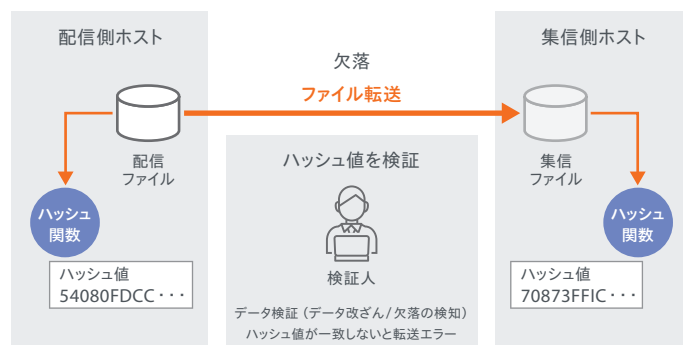 配信側ホスト
集信側ホスト
欠落
ファイル転送
配信
ファイル
集信
ファイル
ハッシュ値を検証
ハッシュ
関数
ハッシュ
関数
検証人
ハッシュ値
54080FDCC・・・
ハッシュ値
70873FFIC・・・
データ検証（データ改ざん/欠落の検知）
ハッシュ値が一致しないと転送エラー